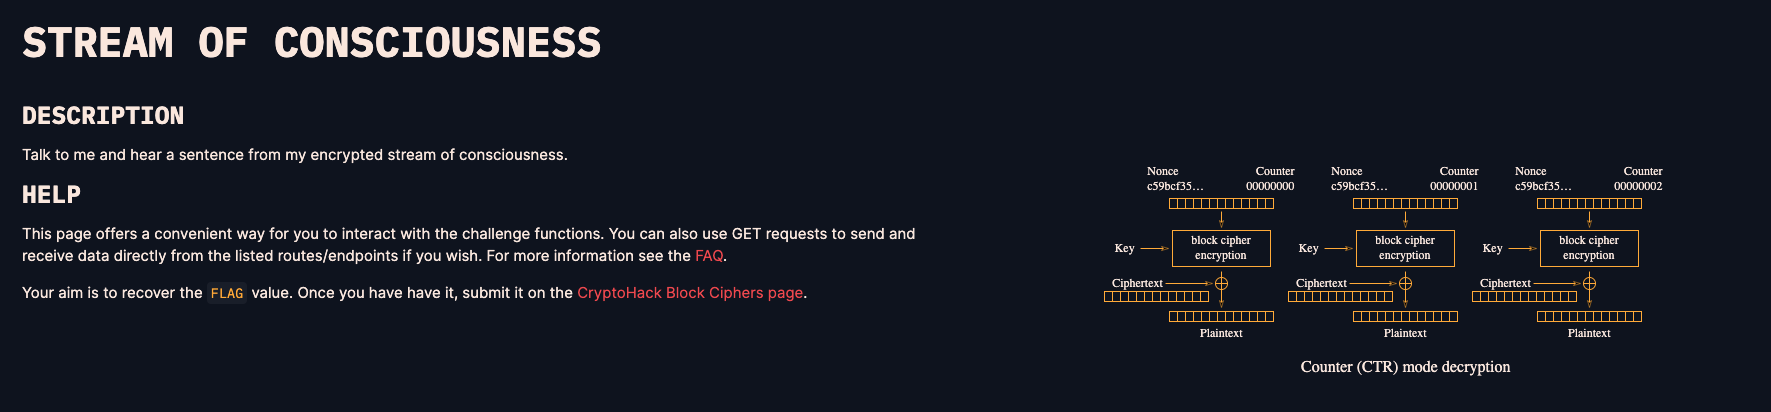 STREAM OF CONSCIOUSNESS
DESCRIPTION
Talk to me and hear a sentence from my encrypted stream of consciousness.
HELP
This page offers a convenient way for you to interact with the challenge functions. You can also use GET requests to send and
receive data directly from the listed routes/endpoints if you wish. For more information see the FAQ.
Your aim is to recover the FLAG value. Once you have have it, submit it on the CryptoHack Block Ciphers page.
Nonce Counter Nonce Counter Nonce Counter
c59bcf35... 00000000 c59bcf35... 00000001 c59bcf35... 00000002
Key block cipher encryption Key block cipher encryption Key block cipher encryption
Ciphertext Ciphertext Ciphertext
Plaintext Plaintext Plaintext
Counter (CTR) mode decryption